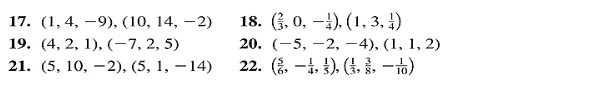 17. (1, 4, −9), (10, 14, −2) 18. (2/3, 0, −1/4), (1, 3, 1/4)
19. (4, 2, 1), (−7, 2, 5) 20. (−5, −2, −4), (1, 1, 2)
21. (5, 10, −2), (5, 1, −14) 22. (5/6, −1/4, 1/5), (1/3, 3/8, −1/10)